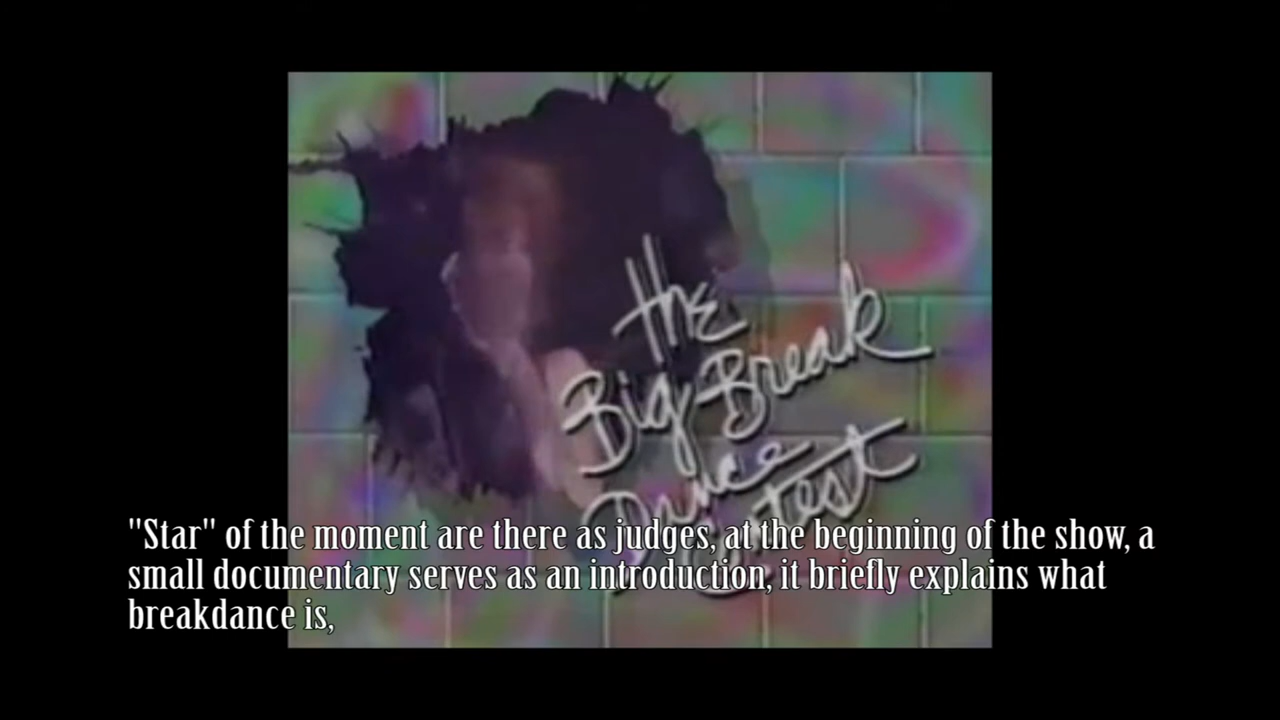 the
Big Break
Dance
Contest
"Star" of the moment are there as judges, at the beginning of the show, a
small documentary serves as an introduction, it briefly explains what
breakdance is,